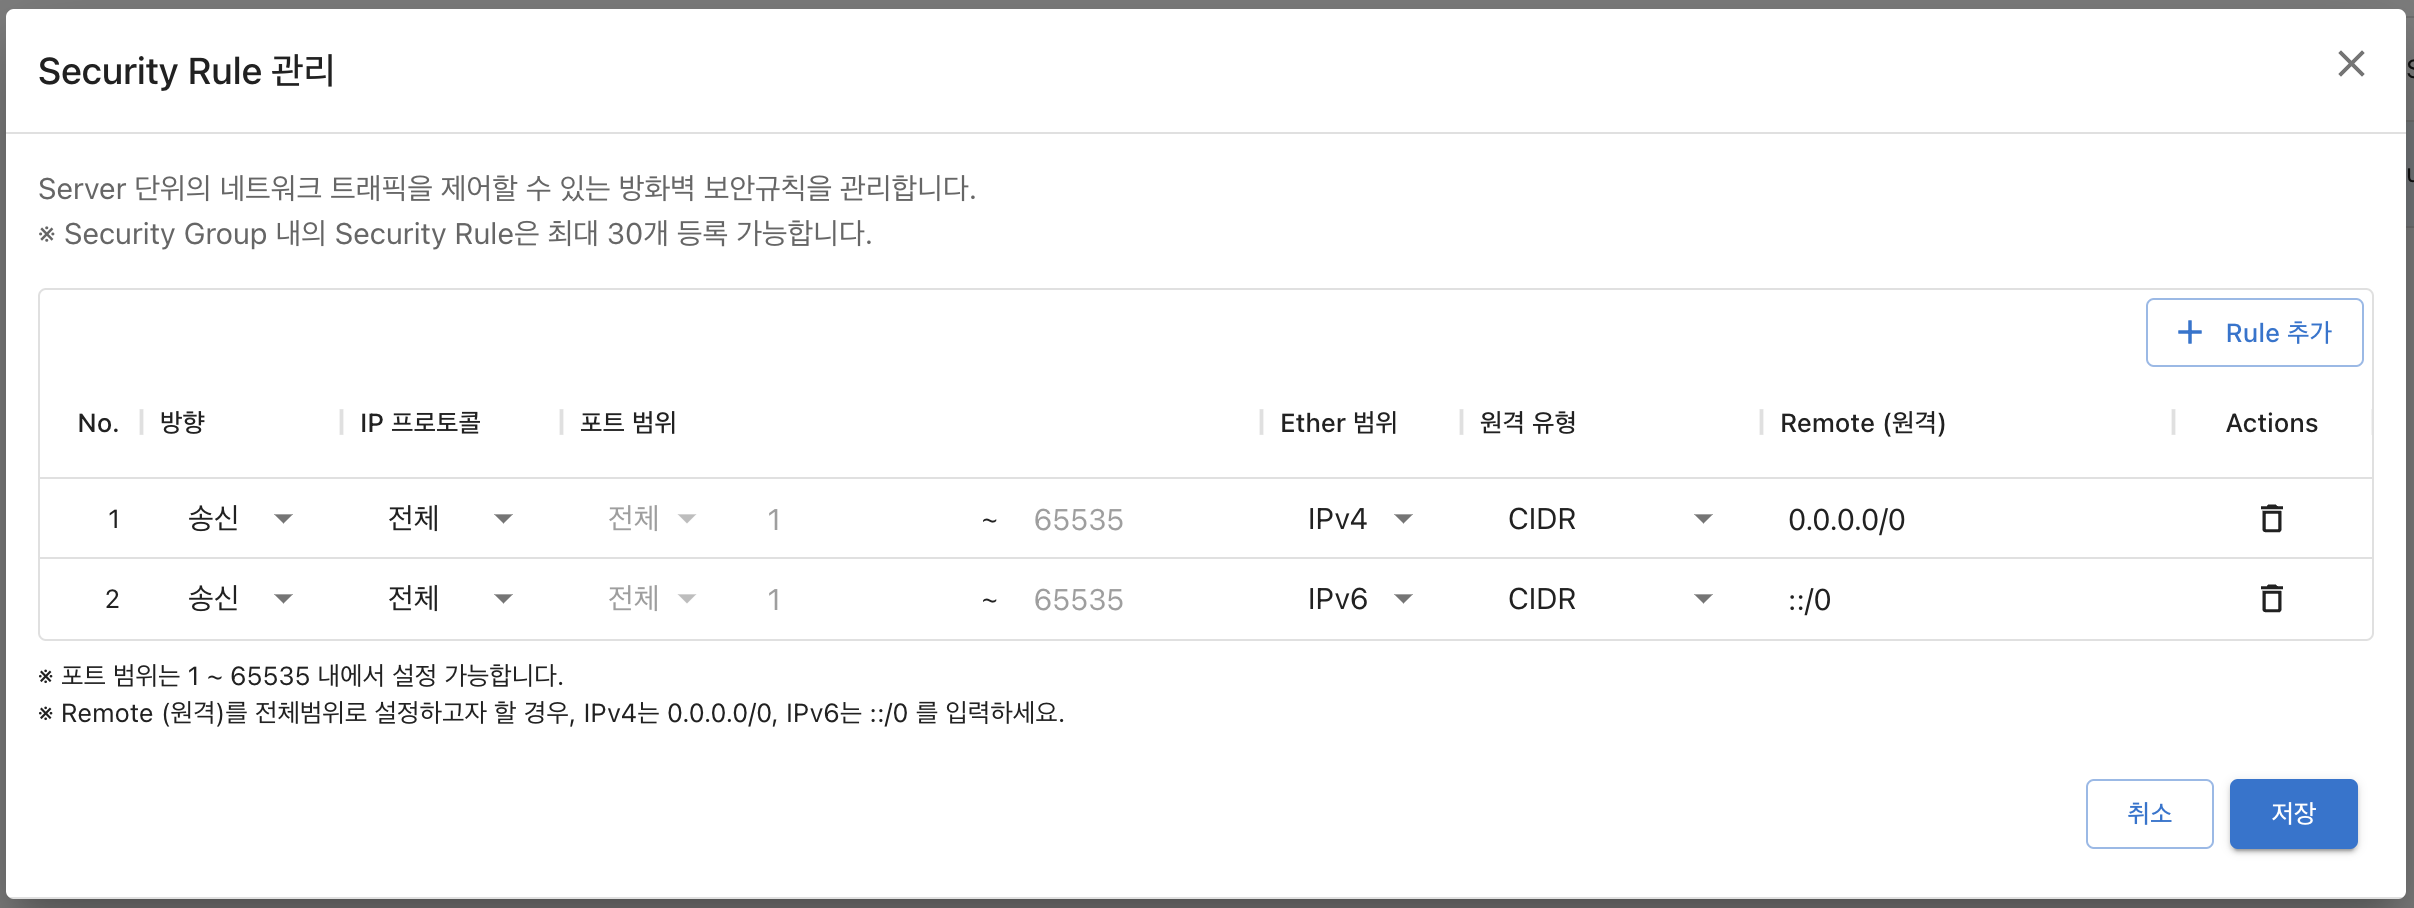 Security Rule 관리
Server 단위의 네트워크 트래픽을 제어할 수 있는 방화벽 보안규칙을 관리합니다.
※ Security Group 내의 Security Rule은 최대 30개 등록 가능합니다.
+ Rule 추가
No. 방향 IP 프로토콜 포트 범위 Ether 범위 원격 유형 Remote (원격) Actions
1 송신 전체 전체 1 ~ 65535 IPv4 CIDR 0.0.0.0/0
2 송신 전체 전체 1 ~ 65535 IPv6 CIDR ::/0
※ 포트 범위는 1 ~ 65535 내에서 설정 가능합니다.
※ Remote (원격)를 전체범위로 설정하고자 할 경우, IPv4는 0.0.0.0/0, IPv6는 ::/0 를 입력하세요.
취소 저장